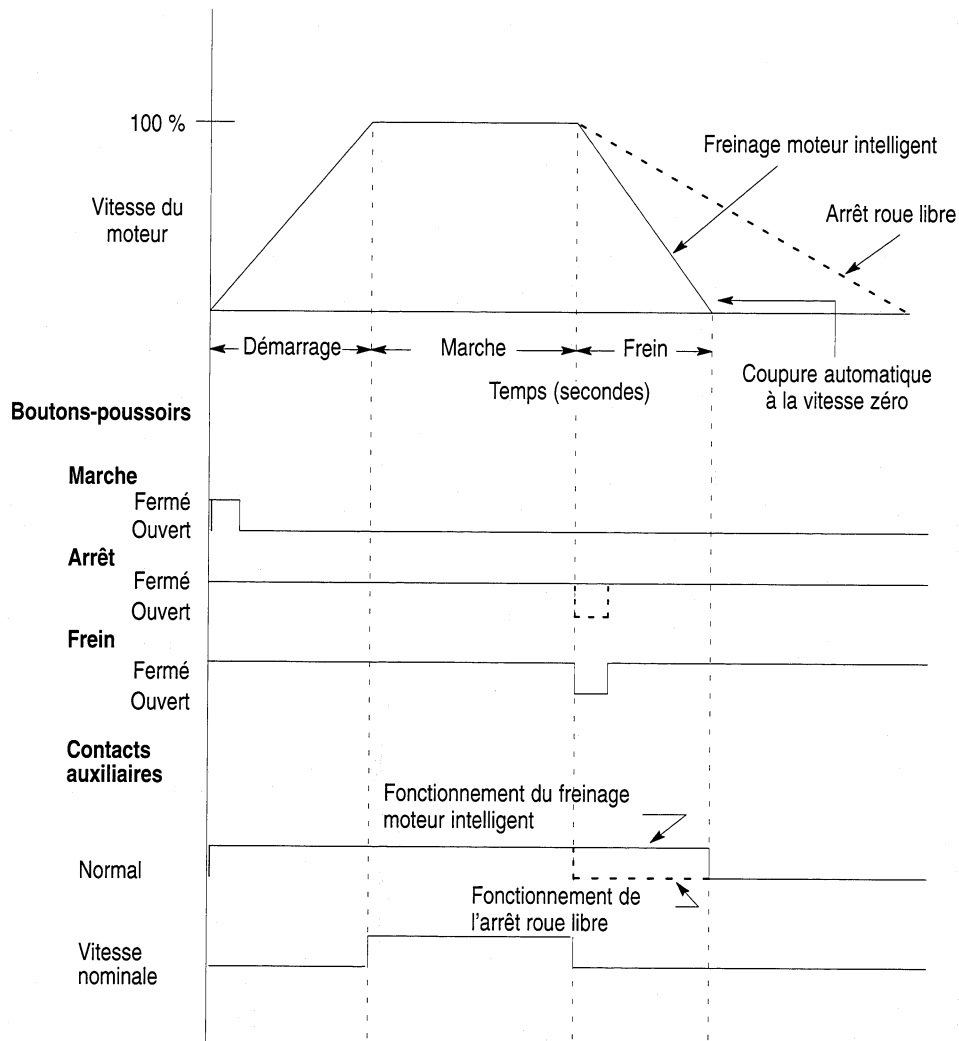 100 %
Freinage moteur intelligent
Vitesse du
moteur
Arrêt roue libre
Démarrage
Marche
Frein
Temps (secondes)
Coupure automatique
à la vitesse zéro
Boutons-poussoirs
Marche
Fermé
Ouvert
Arrêt
Fermé
Ouvert
Frein
Fermé
Ouvert
Contacts
auxiliaires
Fonctionnement du freinage
moteur intelligent
Normal
Fonctionnement de
l'arrêt roue libre
Vitesse
nominale